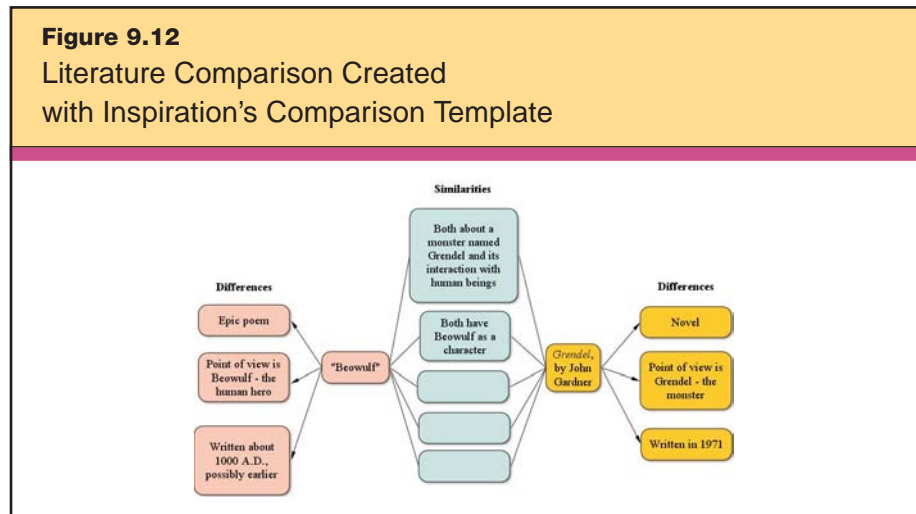 Figure 9.12
Literature Comparison Created
with Inspiration's Comparison Template
Similarities
Both about a
monster named
Grendel and its
interaction with
human beings
Differences
Differences
Epic poem
Both have
Beowulf as a
character
Novel
Point of view is
Beowulf - the
human hero
"Beowulf"
Grendel,
by John
Gardner
Point of view is
Grendel - the
monster
Written about
1000 A.D.,
possibly earlier
Written in 1971